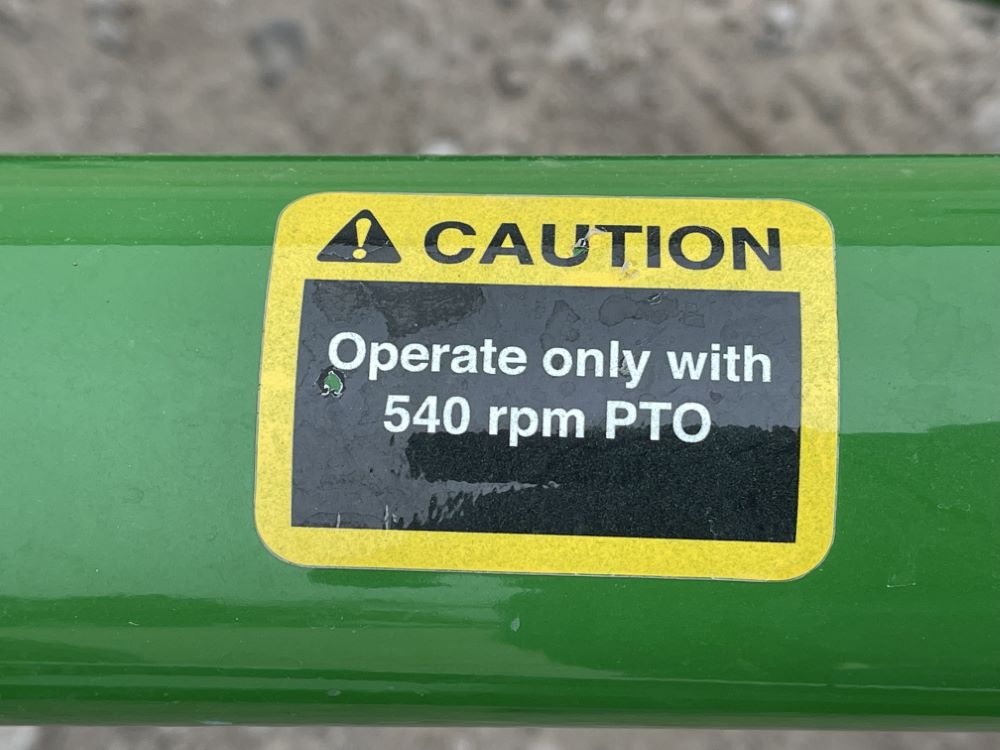 CAUTION
Operate only with
540 rpm PTO